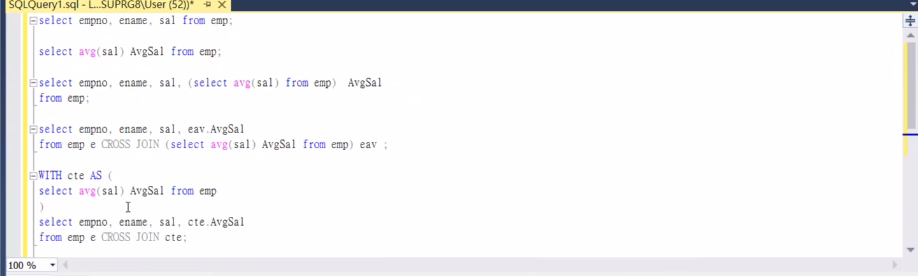 SQLQuery1.sql - L...SUPRG8\User (52))*
select empno, ename, sal from emp;
select avg(sal) AvgSal from emp;
select empno, ename, sal, (select avg(sal) from emp)  AvgSal
from emp;
select empno, ename, sal, eav.AvgSal
from emp e CROSS JOIN (select avg(sal) AvgSal from emp) eav ;
WITH cte AS (
select avg(sal) AvgSal from emp
)
select empno, ename, sal, cte.AvgSal
from emp e CROSS JOIN cte;
100 %